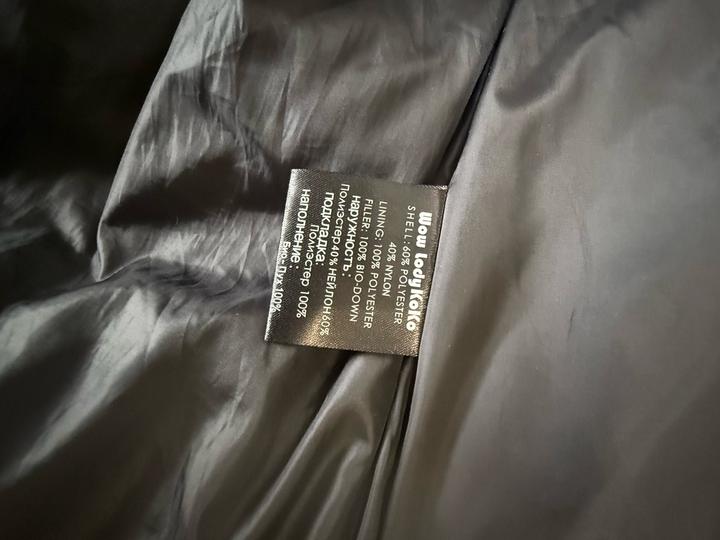 Wow lodyKoKo
SHELL:60% POLYESTER
40% NYLON
LINING: 100% POLYESTER
FILLER: 100% BIO-DOWN
наружность:
Полиэстер40% НЕЙЛОН60%
подкладка:
Полиэстер 100%
наполнение:
Био-Пух 100%